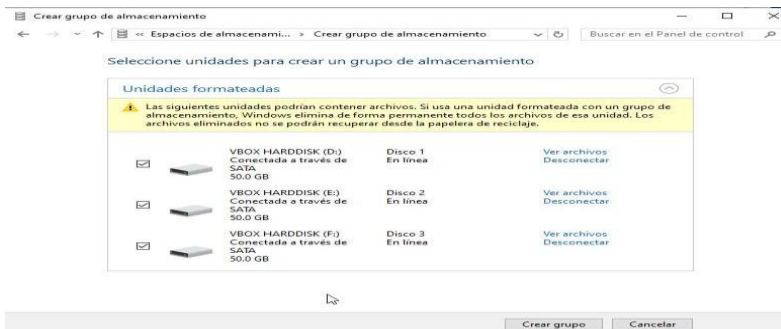 Crear grupo de almacenamiento
« Espacios de almacenami... > Crear grupo de almacenamiento
Buscar en el Panel de control
Seleccione unidades para crear un grupo de almacenamiento
Unidades formateadas
Las siguientes unidades podrían contener archivos. Si usa una unidad formateada con un grupo de
almacenamiento, Windows elimina de forma permanente todos los archivos de esa unidad. Los
archivos eliminados no se podrán recuperar desde la papelera de reciclaje.
VBOX HARDDISK (D:) Disco 1 Ver archivos
Conectada a través de En línea Desconectar
SATA
50.0 GB
VBOX HARDDISK (E:) Disco 2 Ver archivos
Conectada a través de En línea Desconectar
SATA
50.0 GB
VBOX HARDDISK (F:) Disco 3 Ver archivos
Conectada a través de En línea Desconectar
SATA
50.0 GB
Crear grupo Cancelar